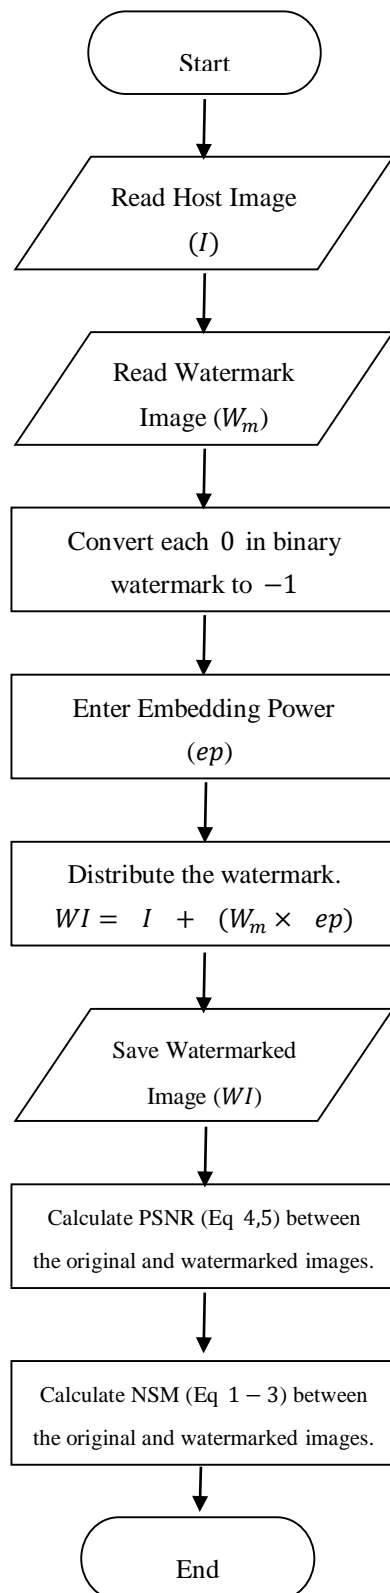 Start
Read Host Image
(I)
Read Watermark
Image (Wₘ)
Convert each 0 in binary
watermark to −1
Enter Embedding Power
(ep)
Distribute the watermark.
WI = I + (Wₘ × ep)
Save Watermarked
Image (WI)
Calculate PSNR (Eq 4,5) between
the original and watermarked images.
Calculate NSM (Eq 1 − 3) between
the original and watermarked images.
End